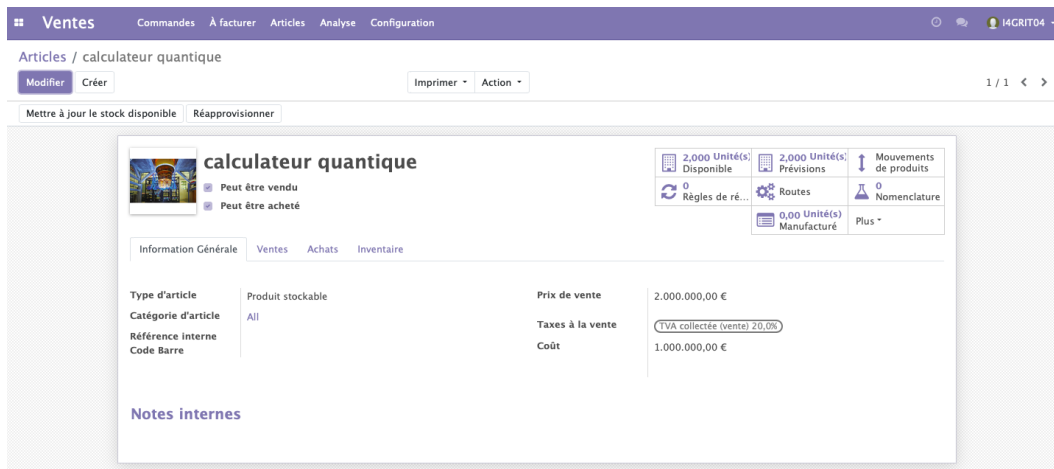 Ventes Commandes À facturer Articles Analyse Configuration I4GRIT04
Articles / calculateur quantique
Modifier Créer Imprimer Action 1 / 1
Mettre à jour le stock disponible Réapprovisionner
calculateur quantique
Peut être vendu
Peut être acheté
2,000 Unité(s)
Disponible
2,000 Unité(s)
Prévisions
Mouvements
de produits
0
Règles de ré...
Routes
0
Nomenclature
0,00 Unité(s)
Manufacturé
Plus
Information Générale Ventes Achats Inventaire
Type d'article Produit stockable
Catégorie d'article All
Référence interne
Code Barre
Prix de vente 2.000.000,00 €
Taxes à la vente TVA collectée (vente) 20,0%
Coût 1.000.000,00 €
Notes internes